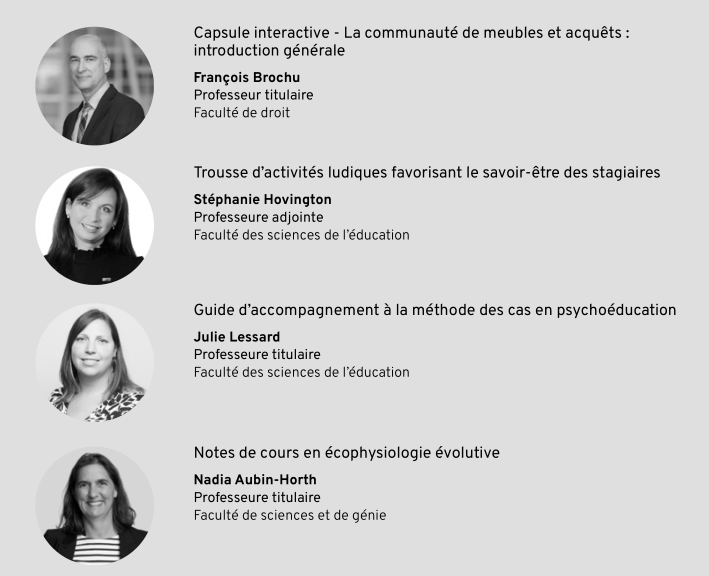 Capsule interactive - La communauté de meubles et acquêts :
introduction générale
François Brochu
Professeur titulaire
Faculté de droit
Trousse d’activités ludiques favorisant le savoir-être des stagiaires
Stéphanie Hovington
Professeure adjointe
Faculté des sciences de l’éducation
Guide d’accompagnement à la méthode des cas en psychoéducation
Julie Lessard
Professeure titulaire
Faculté des sciences de l’éducation
Notes de cours en écophysiologie évolutive
Nadia Aubin-Horth
Professeure titulaire
Faculté de sciences et de génie